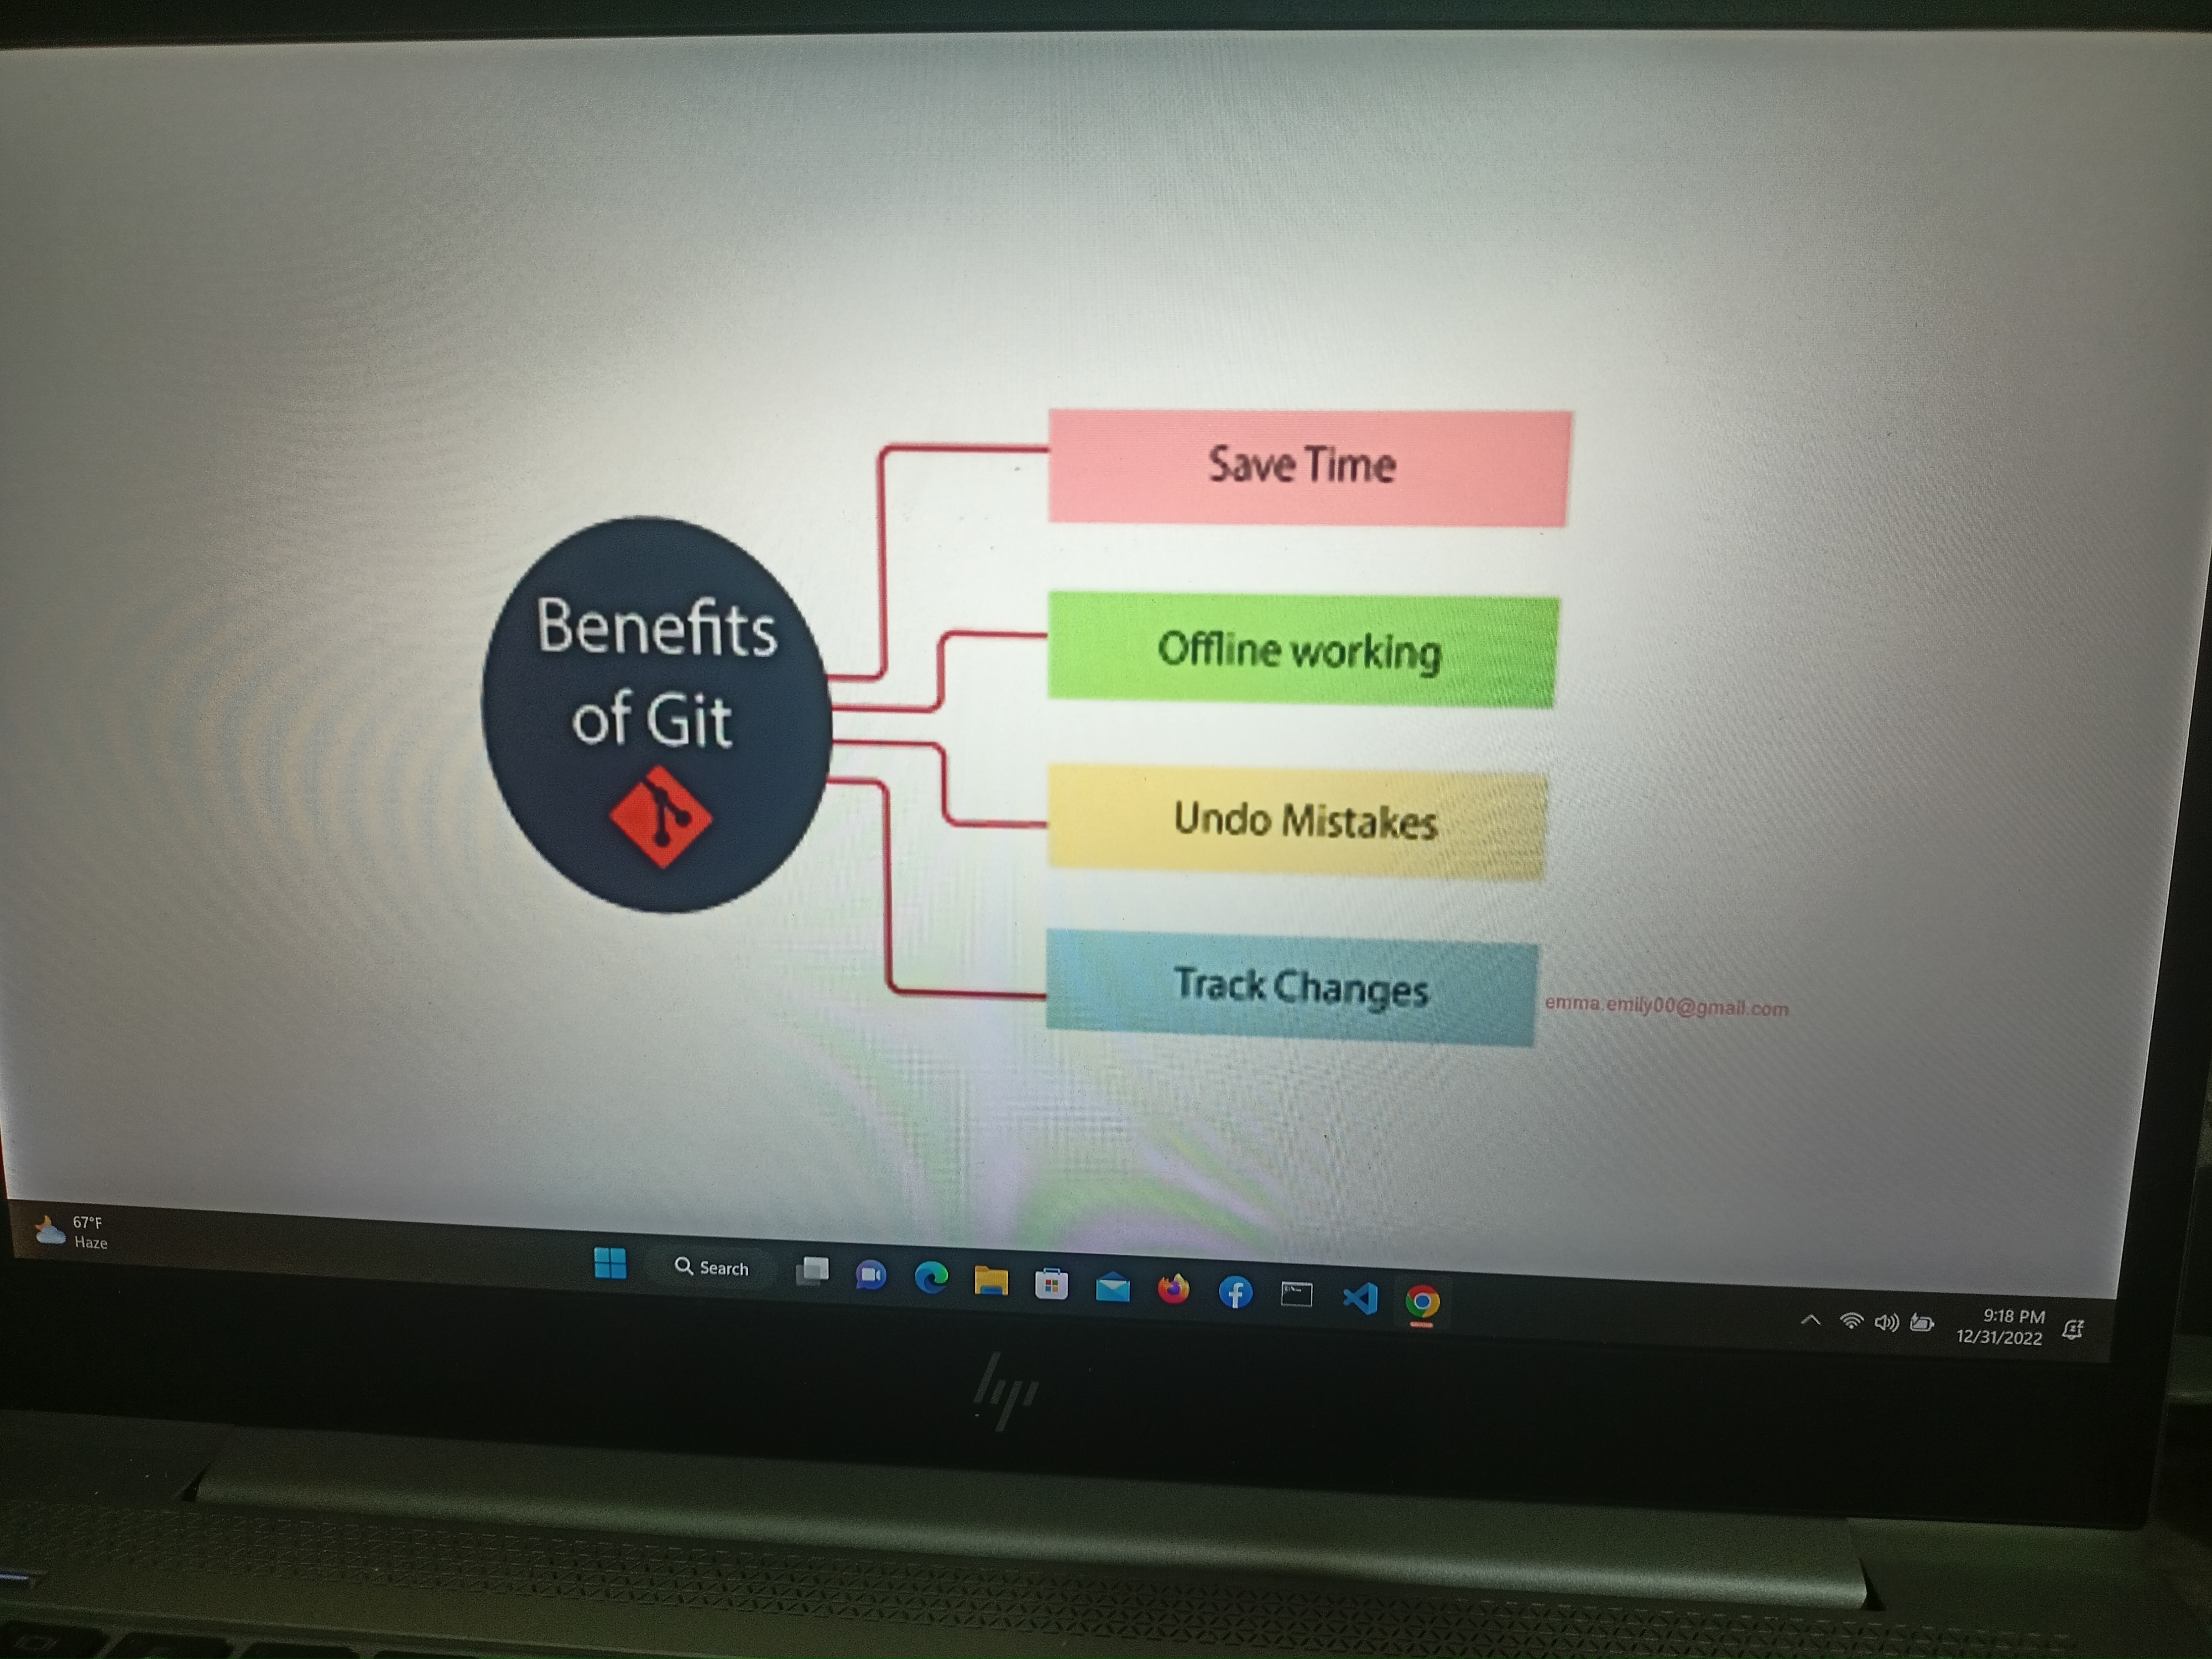 Benefits
of Git
Save Time
Offline working
Undo Mistakes
Track Changes
emma.emily00@gmail.com
67°F
Haze
Search
9:18 PM
12/31/2022
hp